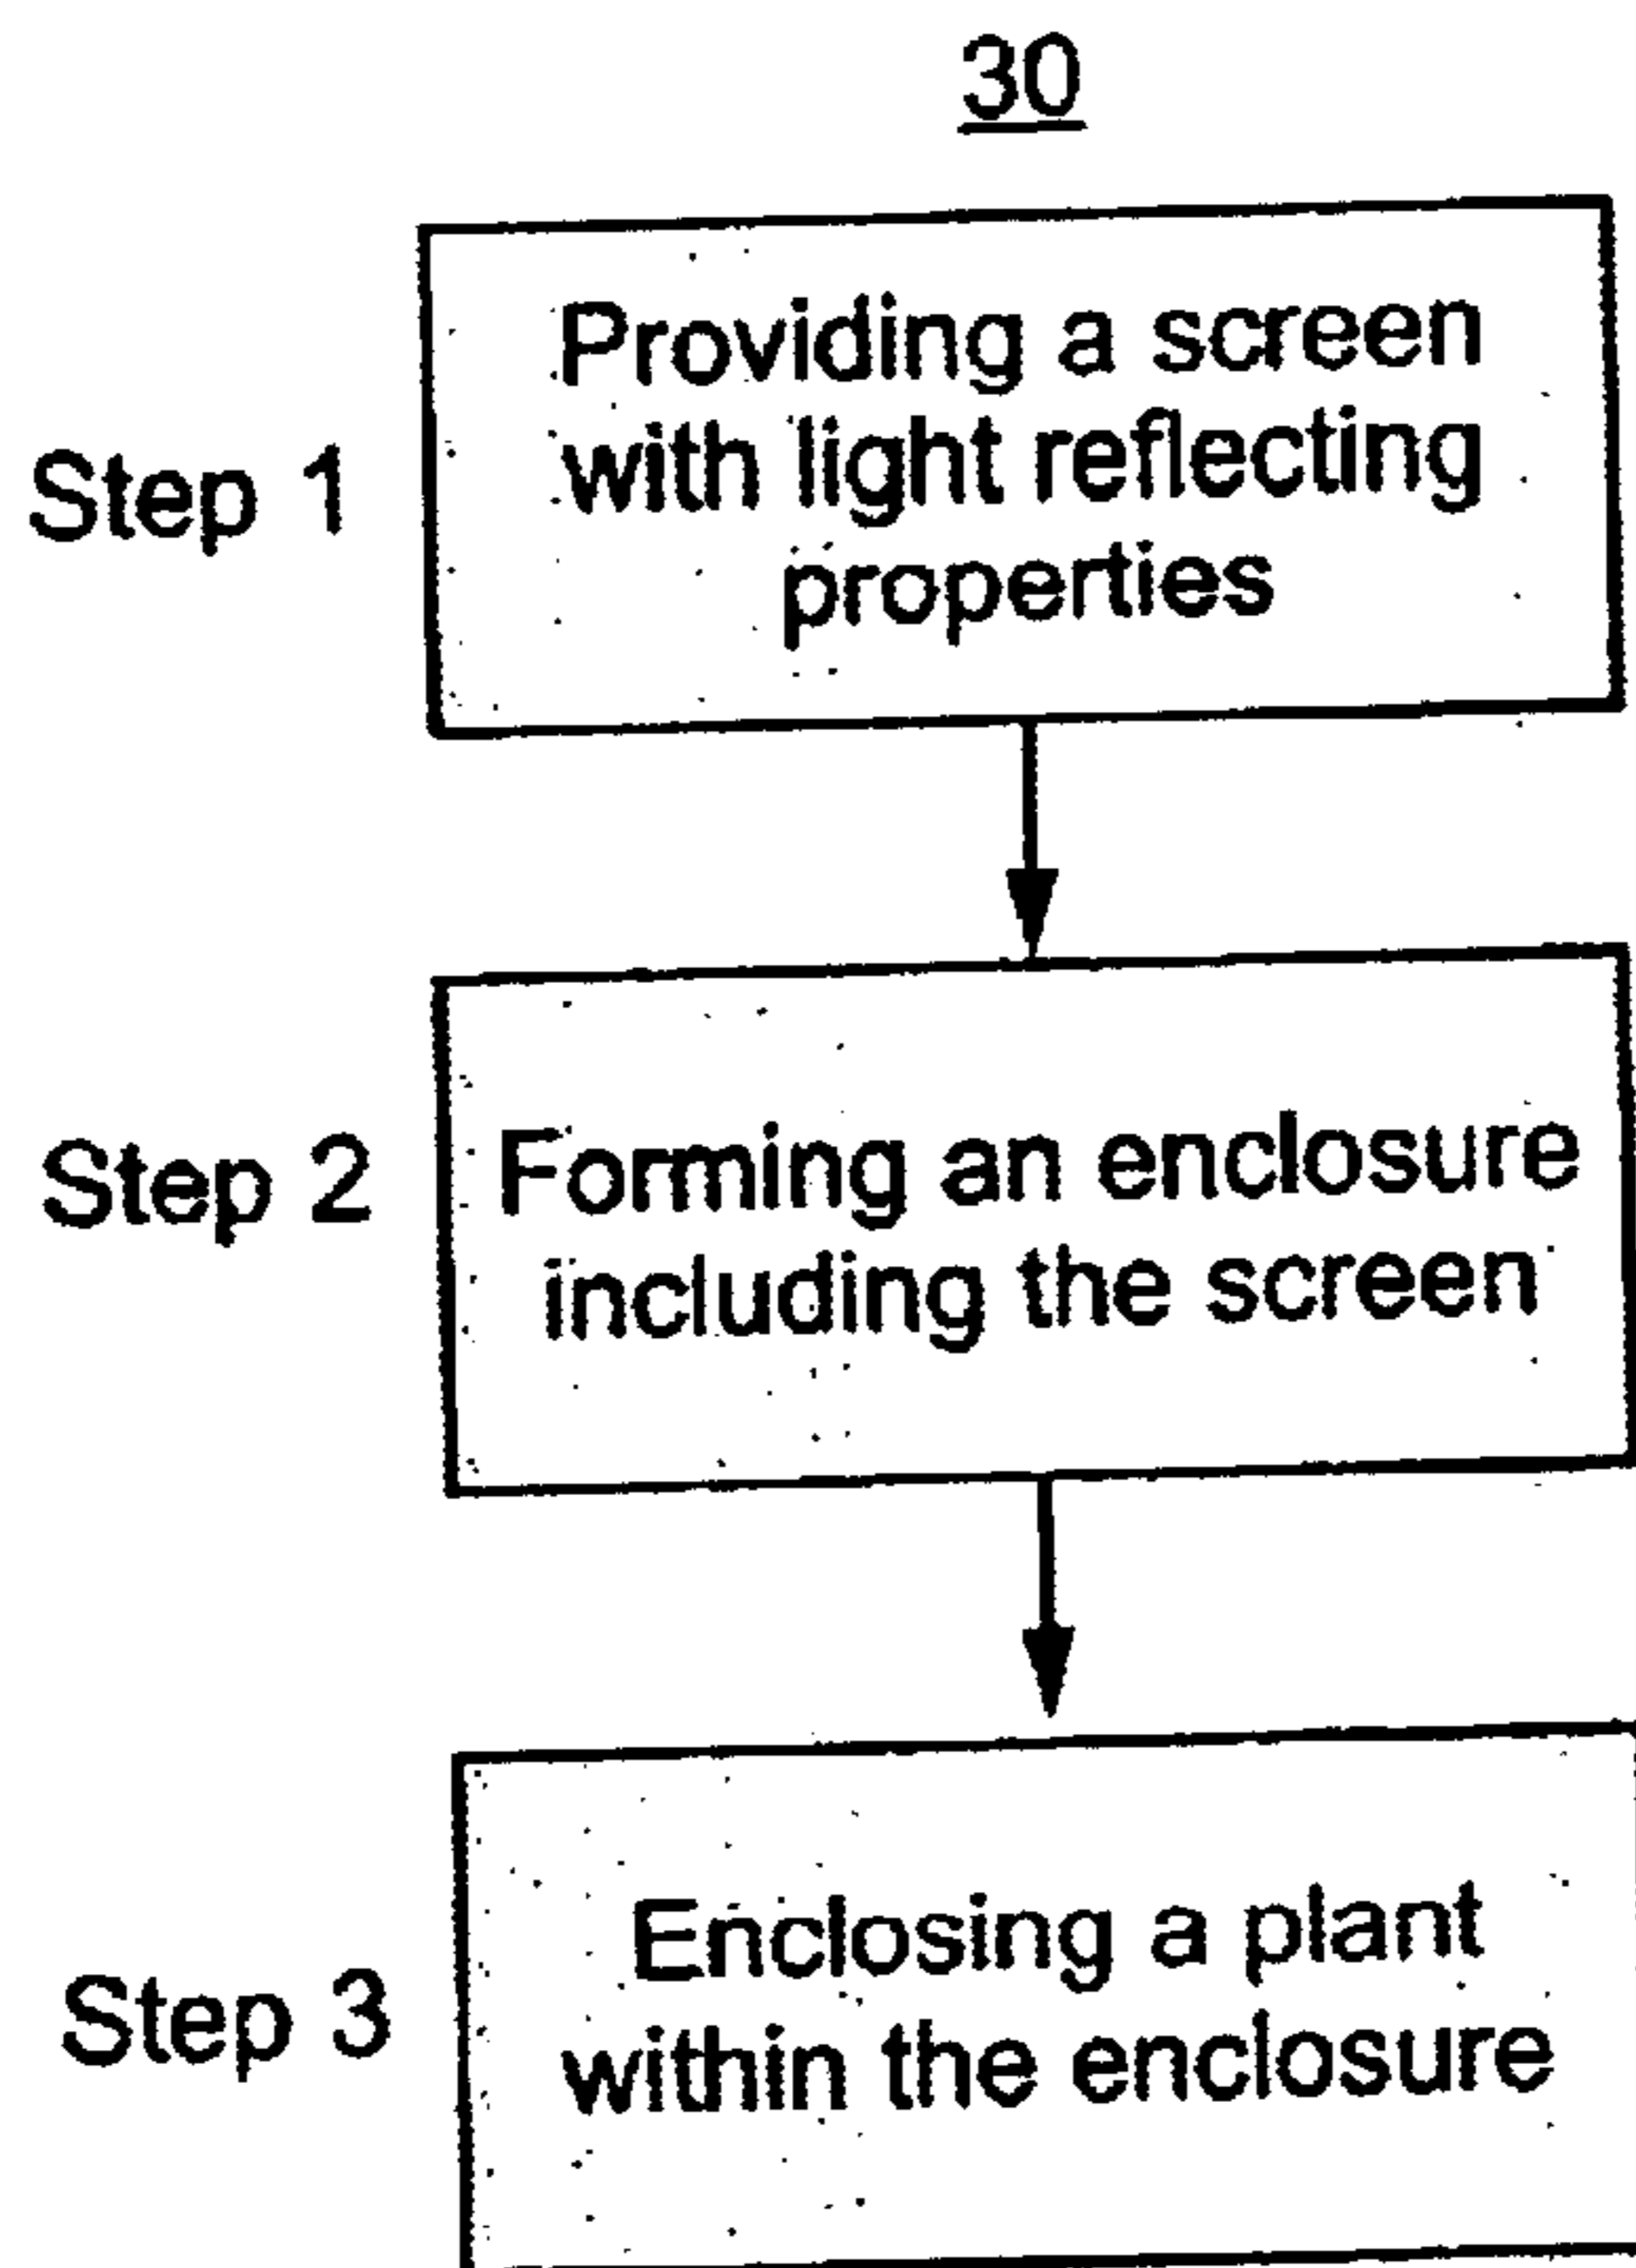 30
Step 1
Providing a screen
with light reflecting
properties
Step 2
Forming an enclosure
including the screen
Step 3
Enclosing a plant
within the enclosure